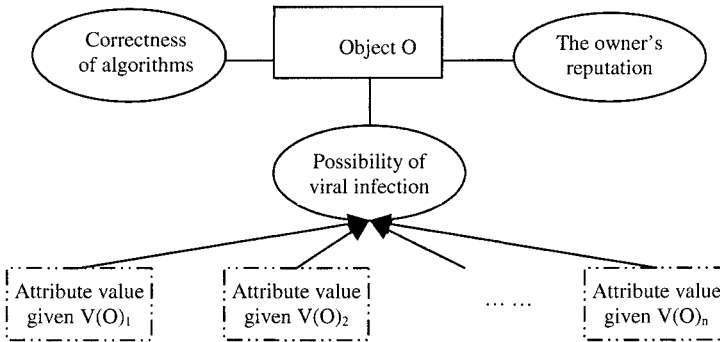 Correctness
of algorithms
Object O
The owner's
reputation
Possibility of
viral infection
Attribute value
given V(O)₁
Attribute value
given V(O)₂
... ...
Attribute value
given V(O)ₙ